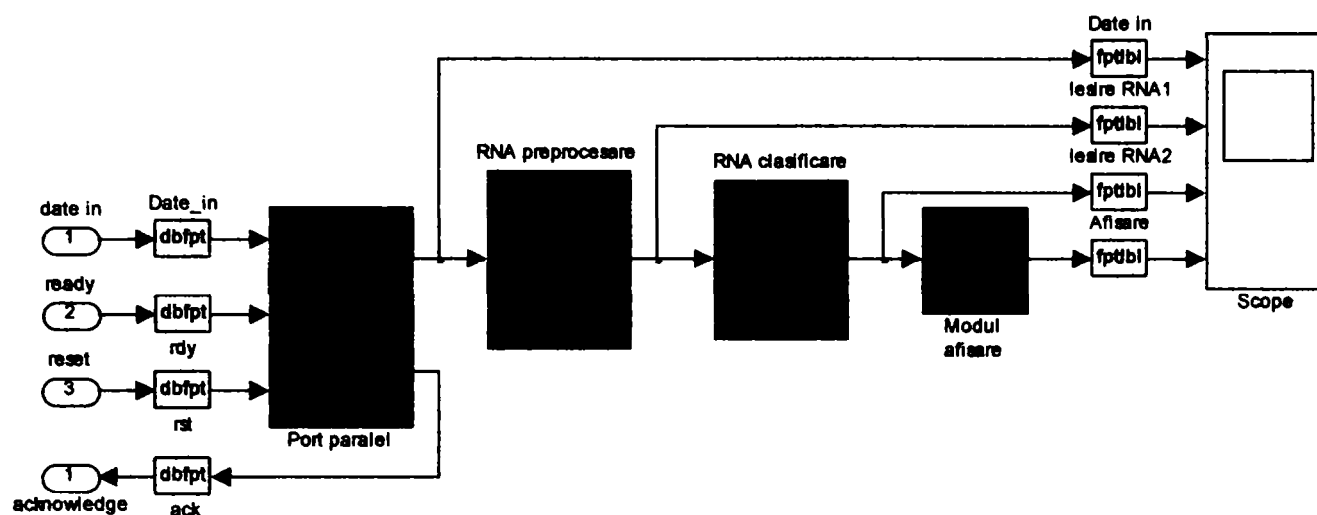 Date in
fptdbl
Iesire RNA1
fptdbl
Iesire RNA2
fptdbl
Afisare
fptdbl
Scope
RNA preprocesare
RNA clasificare
Modul
afisare
date in
1
Date_in
dbfpt
ready
2
dbfpt
rdy
reset
3
dbfpt
rst
Port paralel
1
acknowledge
dbfpt
ack